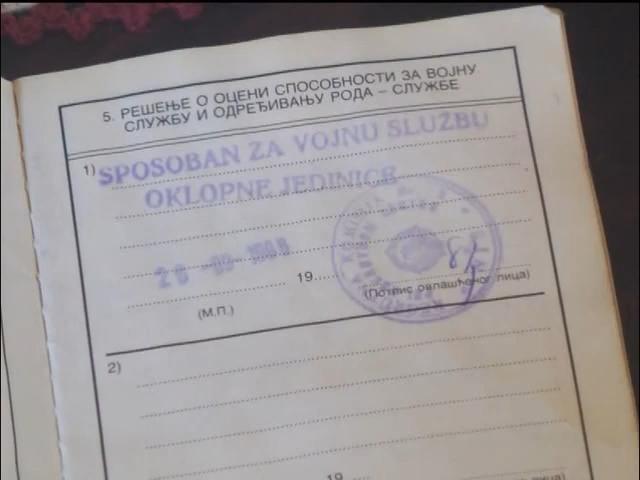 5. РЕШЕЊЕ О ОЦЕНИ СПОСОБНОСТИ ЗА ВОЈНУ
СЛУЖБУ И ОДРЕЂИВАЊУ РОДА – СЛУЖБЕ
1)
SPOSOBAN ZA VOJNU SLUŽBU
OKLOPNE JEDINICE
19.....
(М.П.)
(Потпис овлашћеног лица)
2)
19.....